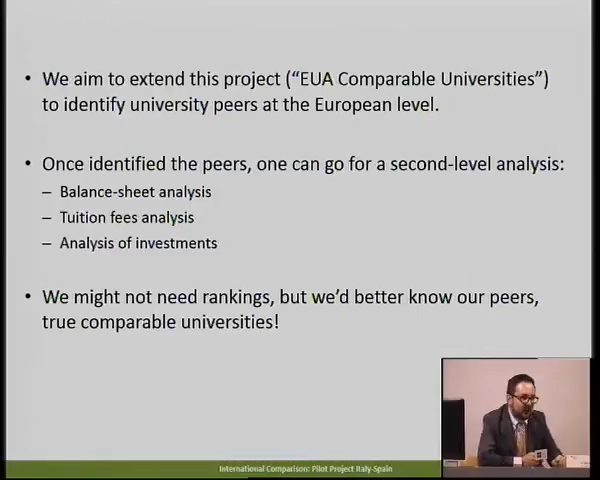 • We aim to extend this project (“EUA Comparable Universities”)
to identify university peers at the European level.
• Once identified the peers, one can go for a second-level analysis:
– Balance-sheet analysis
– Tuition fees analysis
– Analysis of investments
• We might not need rankings, but we’d better know our peers,
true comparable universities!
International Comparison: Pilot Project Italy-Spain